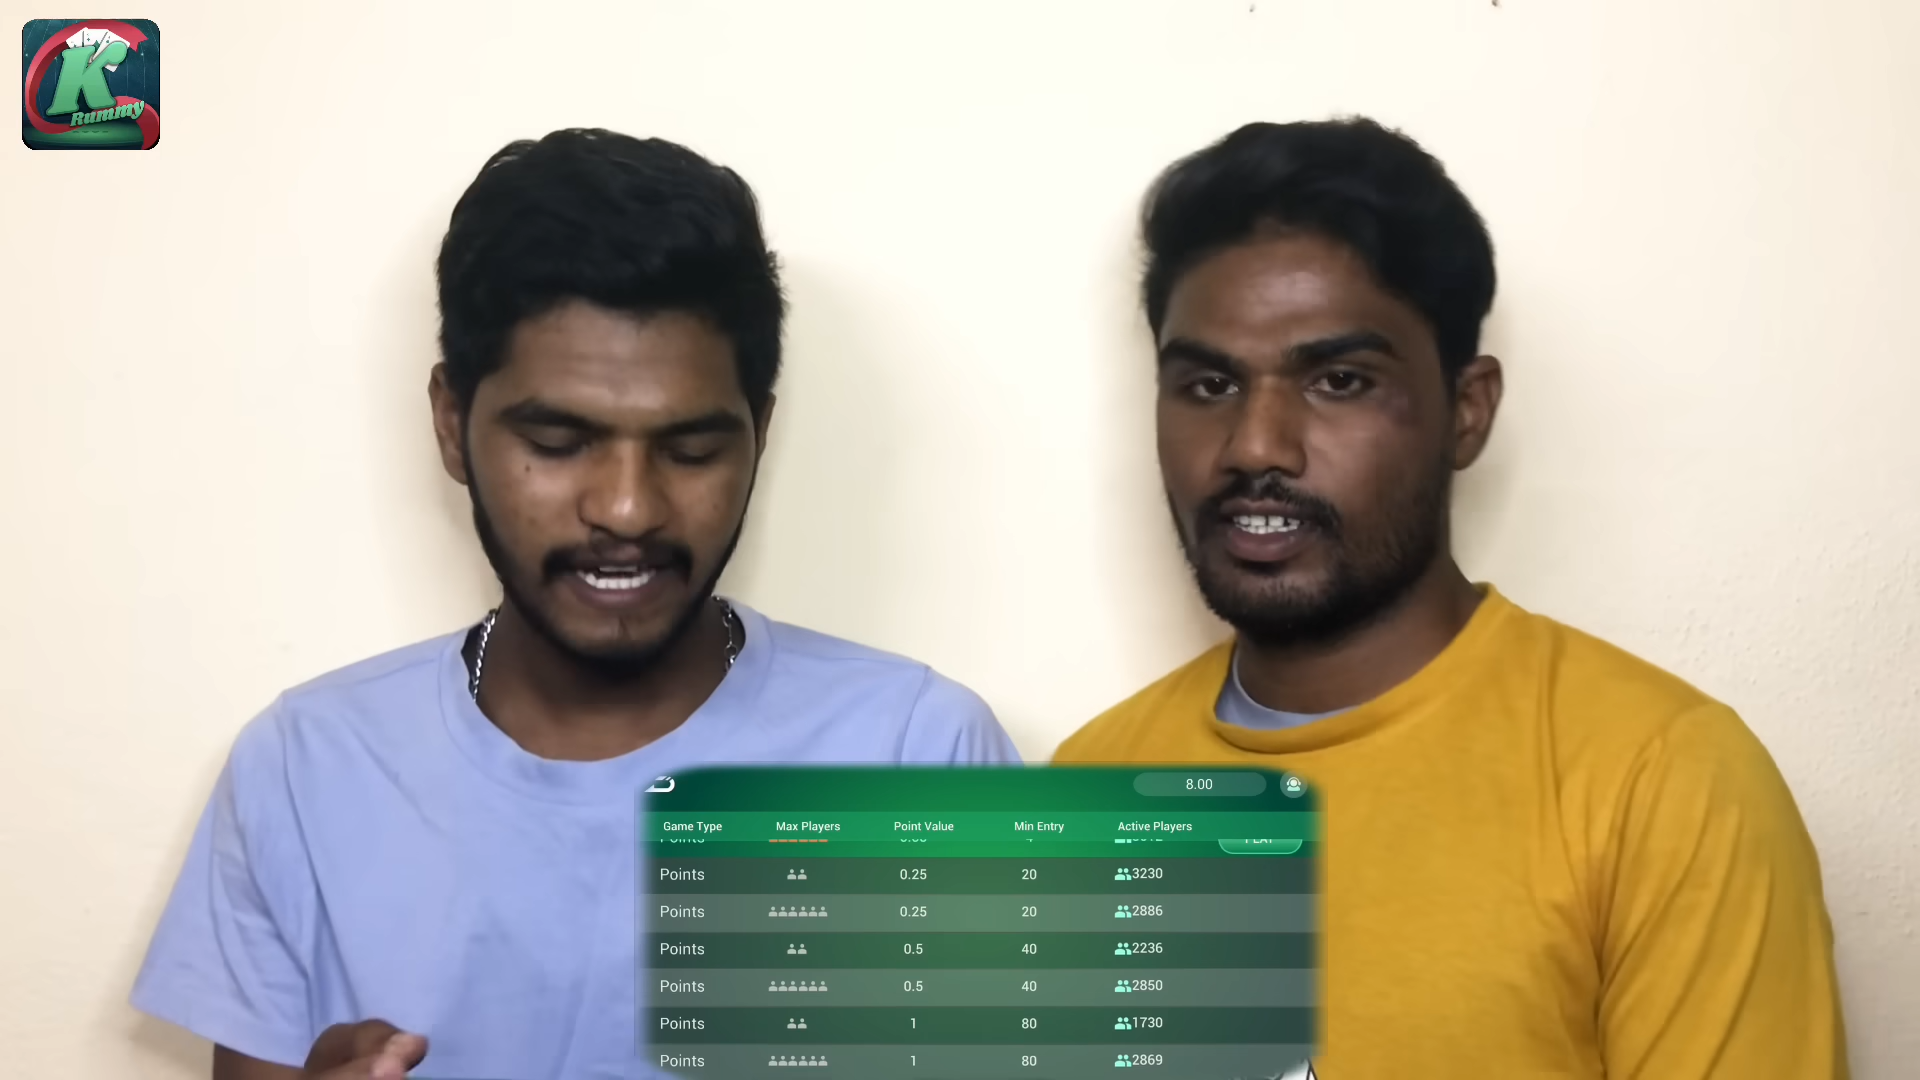 K
Rummy
8.00
Game Type Max Players Point Value Min Entry Active Players
Points
Points 0.25 20 3230
Points 0.25 20 2886
Points 0.5 40 2236
Points 0.5 40 2850
Points 1 80 1730
Points 1 80 2869